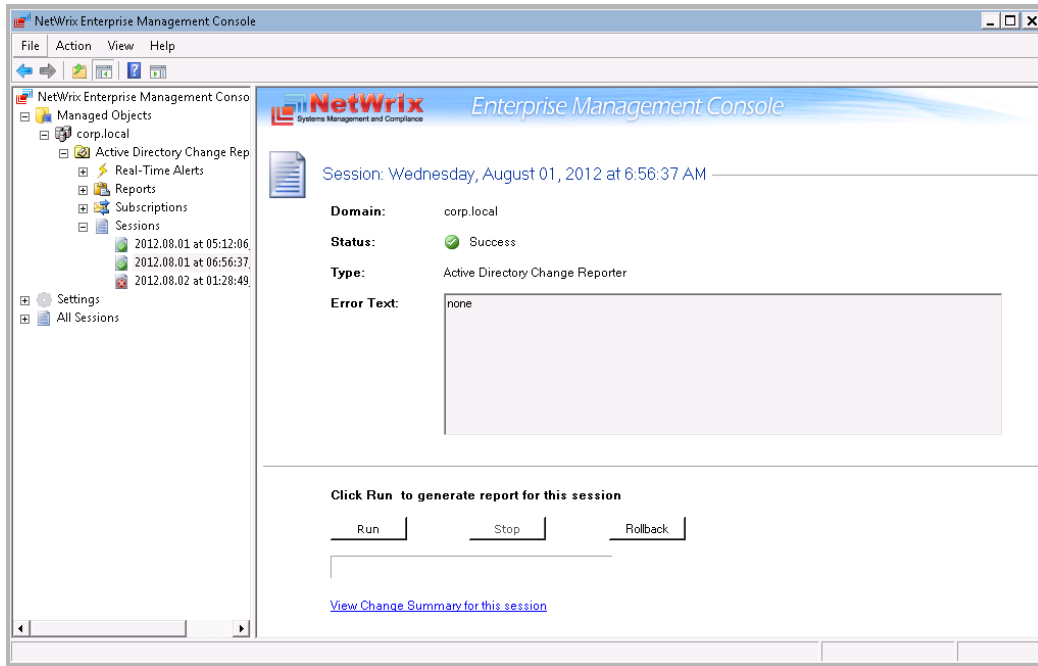 NetWrix Enterprise Management Console
File Action View Help
NetWrix Enterprise Management Conso
Managed Objects
corp.local
Active Directory Change Rep
Real-Time Alerts
Reports
Subscriptions
Sessions
2012.08.01 at 05:12:06
2012.08.01 at 06:56:37
2012.08.02 at 01:28:49
Settings
All Sessions
NetWrix
Systems Management and Compliance
Enterprise Management Console
Session: Wednesday, August 01, 2012 at 6:56:37 AM
Domain: corp.local
Status: Success
Type: Active Directory Change Reporter
Error Text: none
Click Run to generate report for this session
Run Stop Rollback
View Change Summary for this session